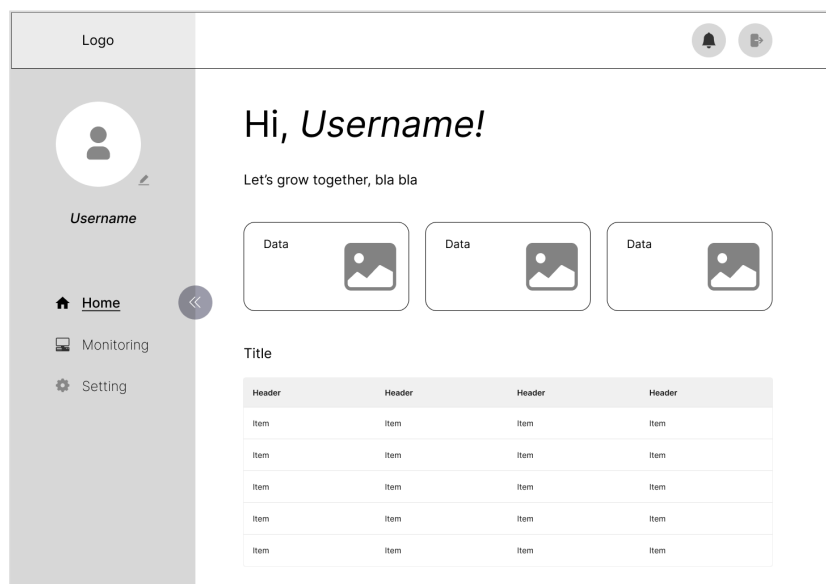 Logo
Username
Home
Monitoring
Setting
Hi, Username!
Let's grow together, bla bla
Data
Data
Data
Title
Header Header Header Header
Item Item Item Item
Item Item Item Item
Item Item Item Item
Item Item Item Item
Item Item Item Item